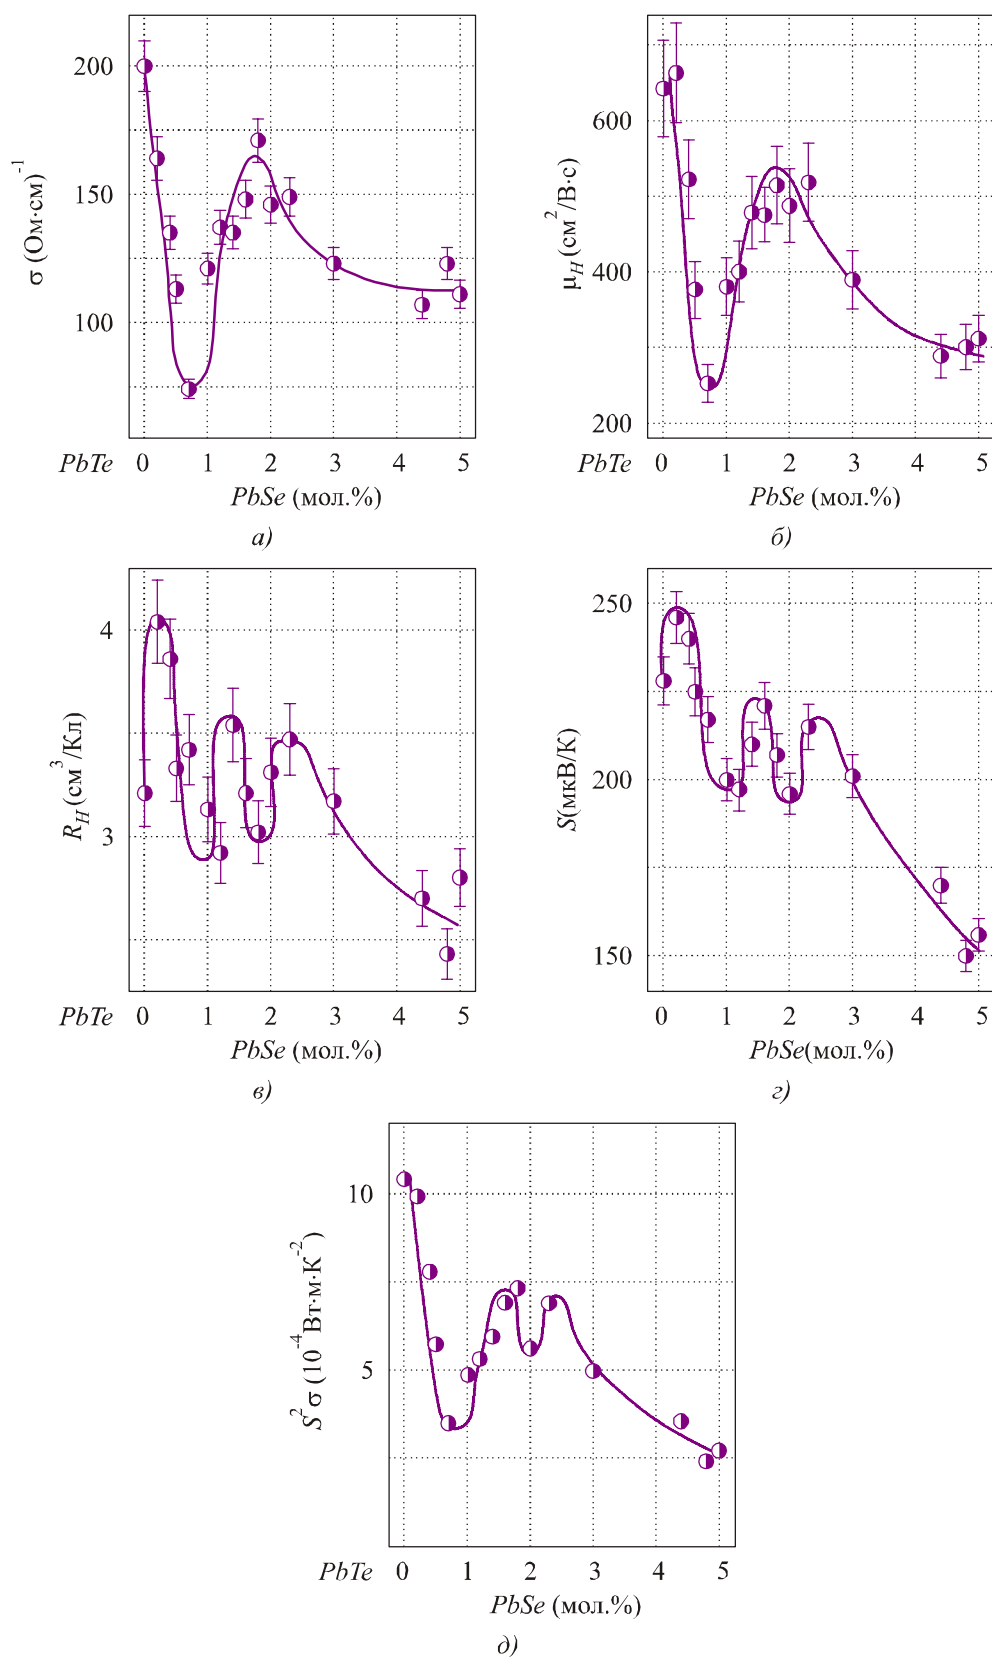 σ (Ом·см)⁻¹
200
150
100
PbTe 0 1 2 3 4 5
PbSe (мол.%)
а)
μH (см²/В·с)
600
400
200
PbTe 0 1 2 3 4 5
PbSe (мол.%)
б)
RH (см³/Кл)
4
3
PbTe 0 1 2 3 4 5
PbSe (мол.%)
в)
S(мкВ/К)
250
200
150
PbTe 0 1 2 3 4 5
PbSe(мол.%)
г)
S²σ (10⁻⁴Вт·м·К⁻²)
10
5
PbTe 0 1 2 3 4 5
PbSe (мол.%)
д)